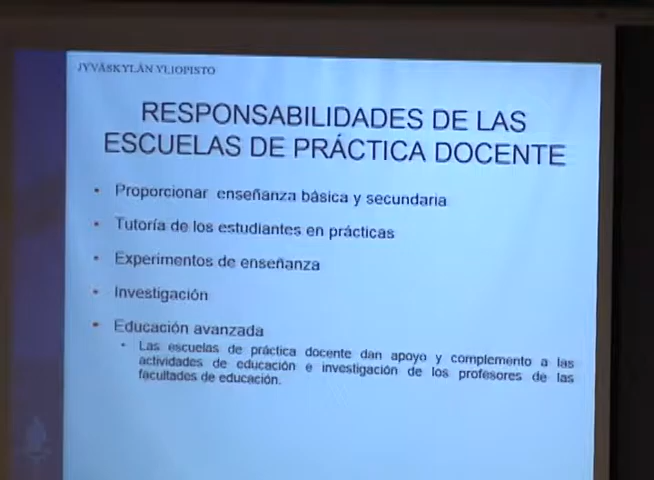 JYVÄSKYLÄN YLIOPISTO
RESPONSABILIDADES DE LAS
ESCUELAS DE PRÁCTICA DOCENTE
• Proporcionar enseñanza básica y secundaria
• Tutoría de los estudiantes en prácticas
• Experimentos de enseñanza
• Investigación
• Educación avanzada
• Las escuelas de práctica docente dan apoyo y complemento a las
actividades de educación e investigación de los profesores de las
facultades de educación.